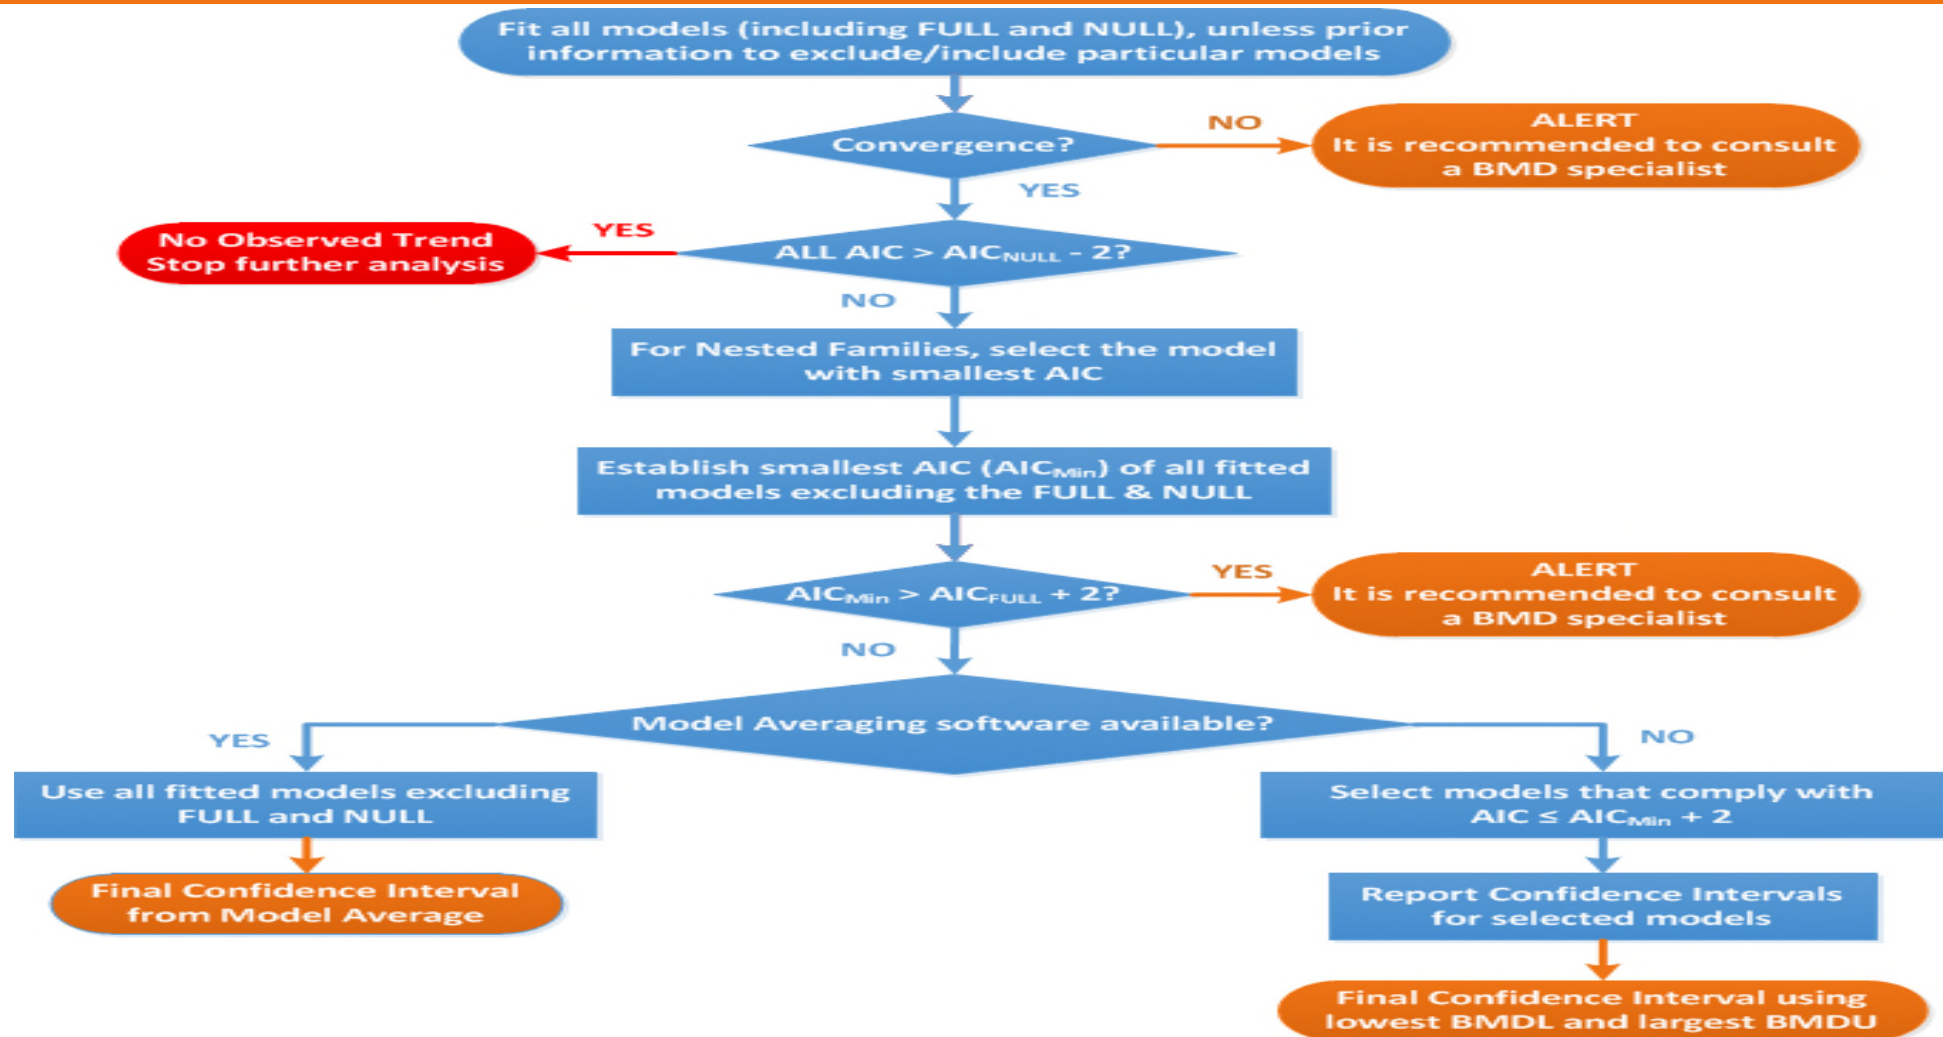 Fit all models (including FULL and NULL), unless prior
information to exclude/include particular models
Convergence?
NO
ALERT
It is recommended to consult
a BMD specialist
YES
ALL AIC > AICNULL - 2?
YES
No Observed Trend
Stop further analysis
NO
For Nested Families, select the model
with smallest AIC
Establish smallest AIC (AICMin) of all fitted
models excluding the FULL & NULL
AICMin > AICFULL + 2?
YES
ALERT
It is recommended to consult
a BMD specialist
NO
Model Averaging software available?
YES
Use all fitted models excluding
FULL and NULL
Final Confidence Interval
from Model Average
NO
Select models that comply with
AIC ≤ AICMin + 2
Report Confidence Intervals
for selected models
Final Confidence Interval using
lowest BMDL and largest BMDU